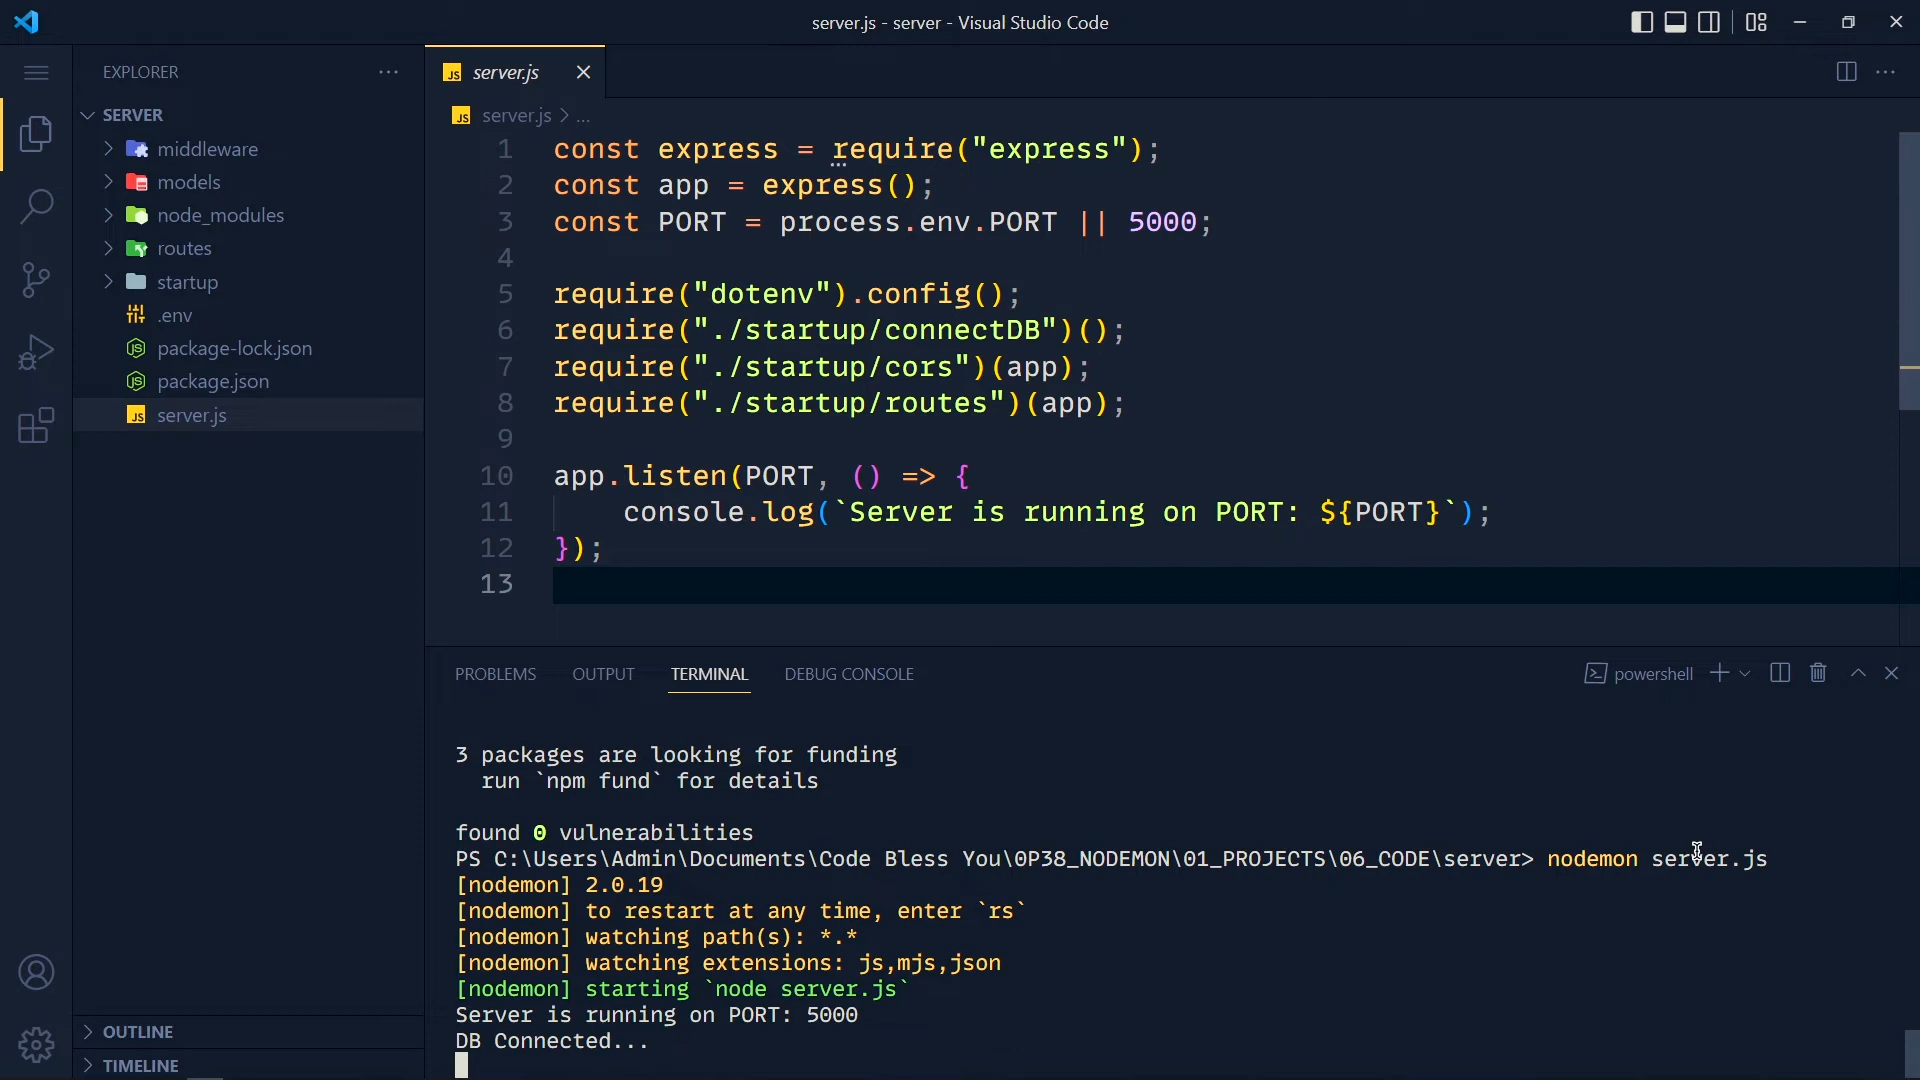 server.js - server - Visual Studio Code
EXPLORER
SERVER
middleware
models
node_modules
routes
startup
.env
package-lock.json
package.json
JS server.js
OUTLINE
TIMELINE
JS server.js
JS server.js > ...
1 const express = require("express");
2 const app = express();
3 const PORT = process.env.PORT || 5000;
4
5 require("dotenv").config();
6 require("./startup/connectDB")();
7 require("./startup/cors")(app);
8 require("./startup/routes")(app);
9
10 app.listen(PORT, () => {
11 console.log(`Server is running on PORT: ${PORT}`);
12 });
13
PROBLEMS OUTPUT TERMINAL DEBUG CONSOLE powershell
3 packages are looking for funding
run `npm fund` for details
found 0 vulnerabilities
PS C:\Users\Admin\Documents\Code Bless You\0P38_NODEMON\01_PROJECTS\06_CODE\server> nodemon server.js
[nodemon] 2.0.19
[nodemon] to restart at any time, enter `rs`
[nodemon] watching path(s): *.*
[nodemon] watching extensions: js,mjs,json
[nodemon] starting `node server.js`
Server is running on PORT: 5000
DB Connected...